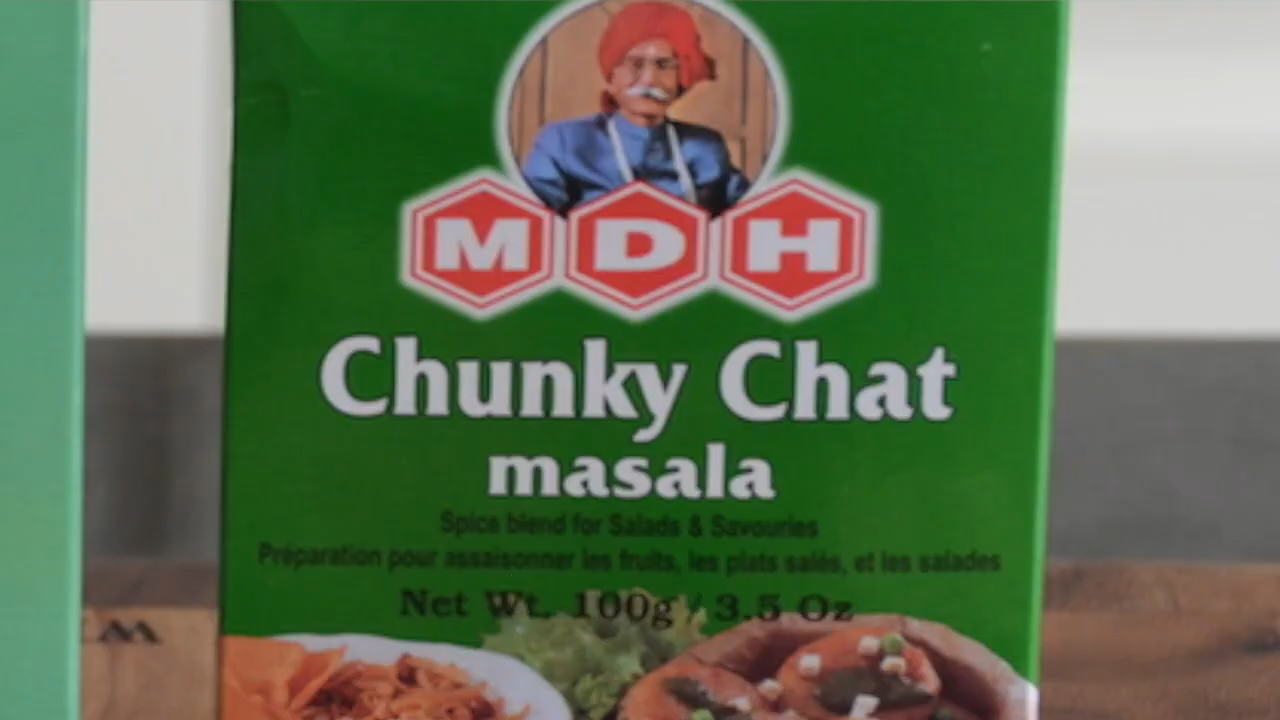 MDH
Chunky Chat
masala
Spice blend for Salads & Savouries
Préparation pour assaisonner les fruits, les plats salés, et les salades
Net Wt. 100g / 3.5 Oz